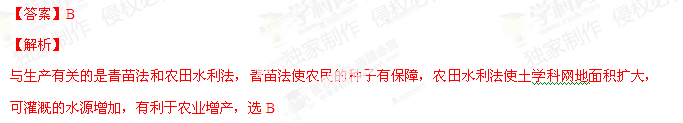 【答案】B
【解析】
与生产有关的是青苗法和农田水利法，青苗法使农民的种子有保障，农田水利法使土学科网地面积扩大，
可灌溉的水源增加，有利于农业增产，选 B